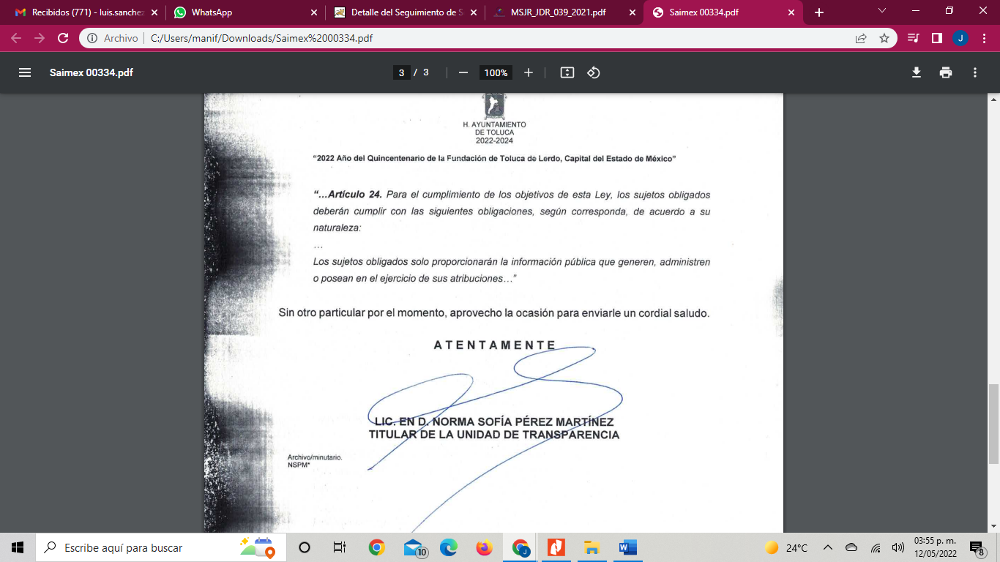 Recibidos (771) - luis.sanchez
WhatsApp
Detalle del Seguimiento de S
MSJR_JDR_039_2021.pdf
Saimex 00334.pdf
Archivo
C:/Users/manif/Downloads/Saimex%2000334.pdf
J
Saimex 00334.pdf
3 / 3
100%
H. AYUNTAMIENTO
DE TOLUCA
2022-2024
“2022 Año del Quincentenario de la Fundación de Toluca de Lerdo, Capital del Estado de México”
“…Artículo 24. Para el cumplimiento de los objetivos de esta Ley, los sujetos obligados
deberán cumplir con las siguientes obligaciones, según corresponda, de acuerdo a su
naturaleza:
…
Los sujetos obligados solo proporcionarán la información pública que generen, administren
o posean en el ejercicio de sus atribuciones…”
Sin otro particular por el momento, aprovecho la ocasión para enviarle un cordial saludo.
A T E N T A M E N T E
LIC. EN D. NORMA SOFÍA PÉREZ MARTÍNEZ
TITULAR DE LA UNIDAD DE TRANSPARENCIA
Archivo/minutario.
NSPM*
Escribe aquí para buscar
10
J
24°C
03:55 p. m.
12/05/2022
8